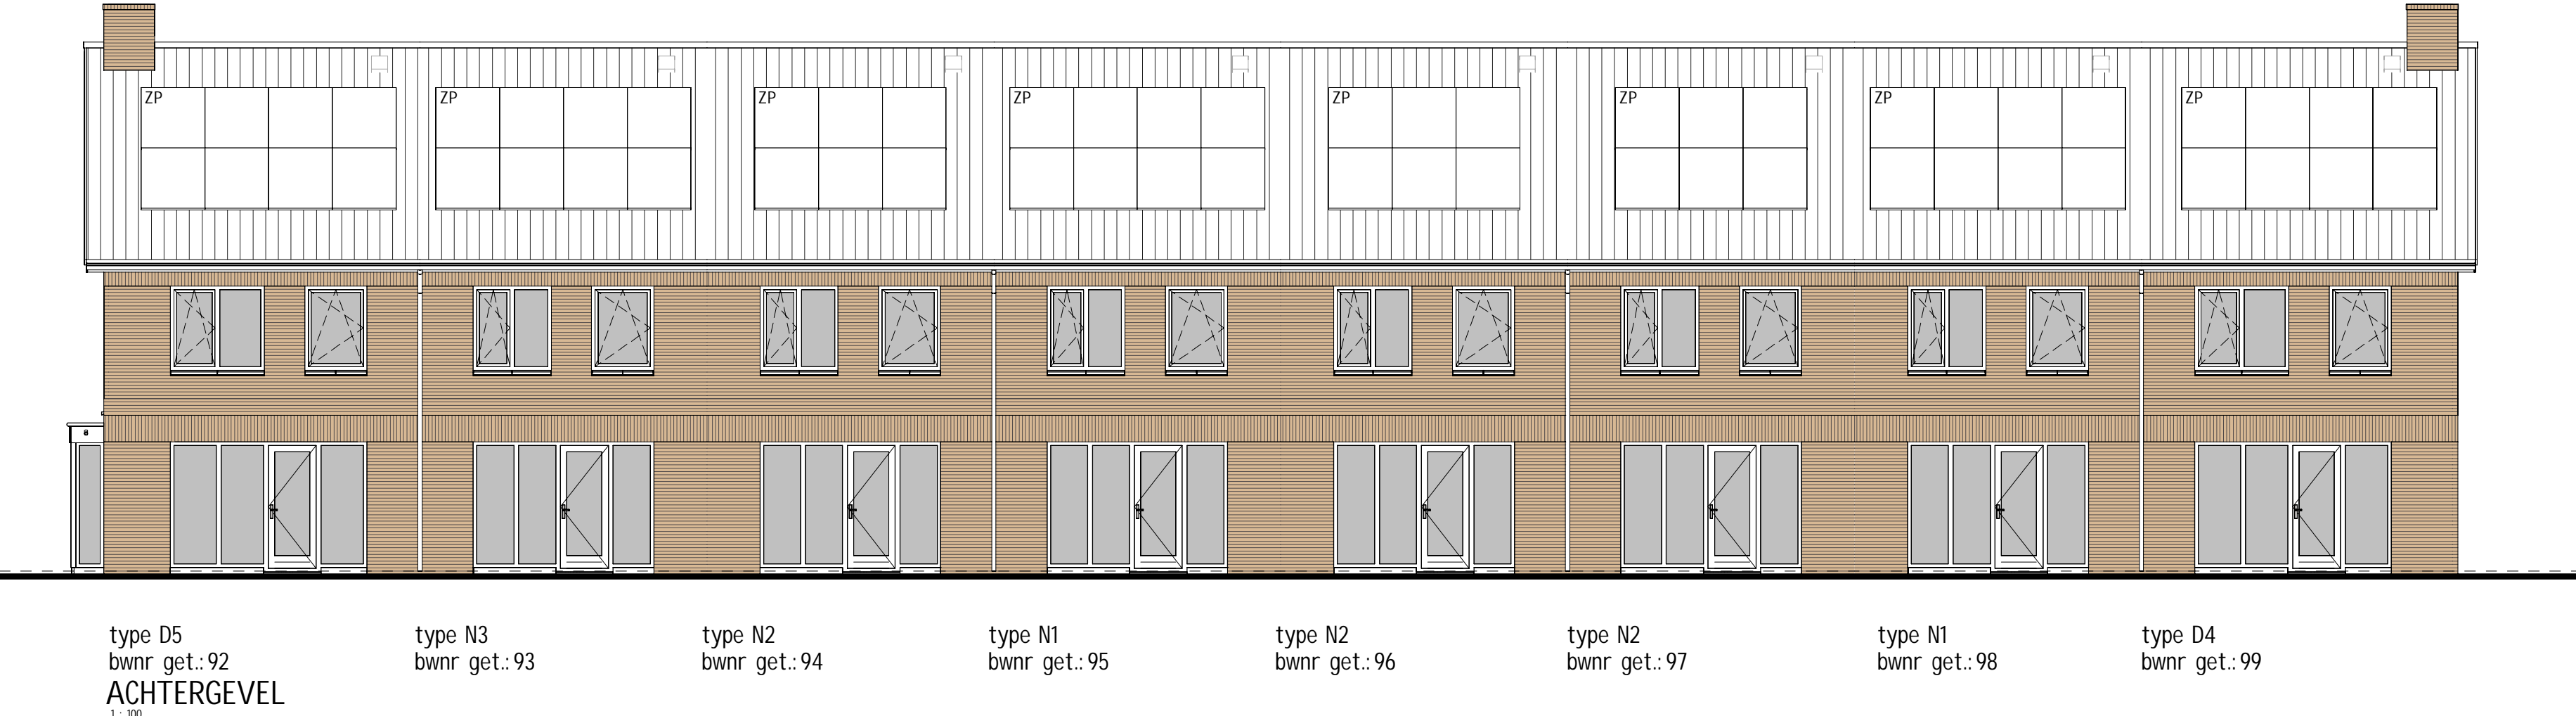 ZP ZP ZP ZP ZP ZP ZP ZP
type D5 type N3 type N2 type N1 type N2 type N2 type N1 type D4
bwnr get.: 92 bwnr get.: 93 bwnr get.: 94 bwnr get.: 95 bwnr get.: 96 bwnr get.: 97 bwnr get.: 98 bwnr get.: 99
ACHTERGEVEL
1 : 100